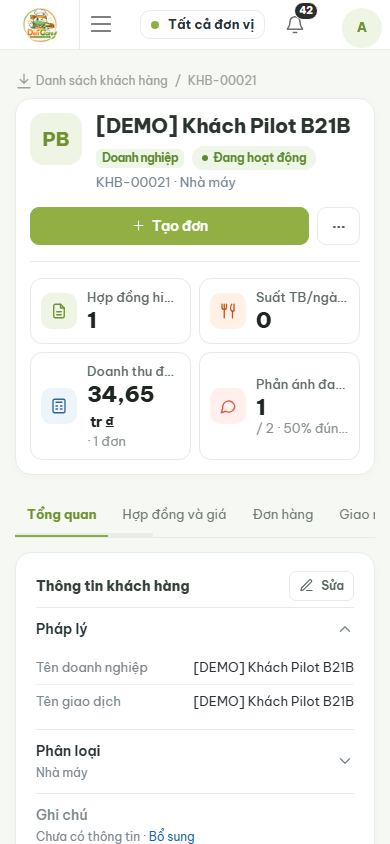 Tất cả đơn vị
42
A
Danh sách khách hàng / KHB-00021
PB
[DEMO] Khách Pilot B21B
Doanh nghiệp
Đang hoạt động
KHB-00021 · Nhà máy
+ Tạo đơn
...
Hợp đồng hi...
1
Suất TB/ngà...
0
Doanh thu đ...
34,65
tr đ
· 1 đơn
Phản ánh đa...
1
/ 2 · 50% đún...
Tổng quan
Hợp đồng và giá
Đơn hàng
Giao
Thông tin khách hàng
Sửa
Pháp lý
Tên doanh nghiệp
[DEMO] Khách Pilot B21B
Tên giao dịch
[DEMO] Khách Pilot B21B
Phân loại
Nhà máy
Ghi chú
Chưa có thông tin · Bổ sung